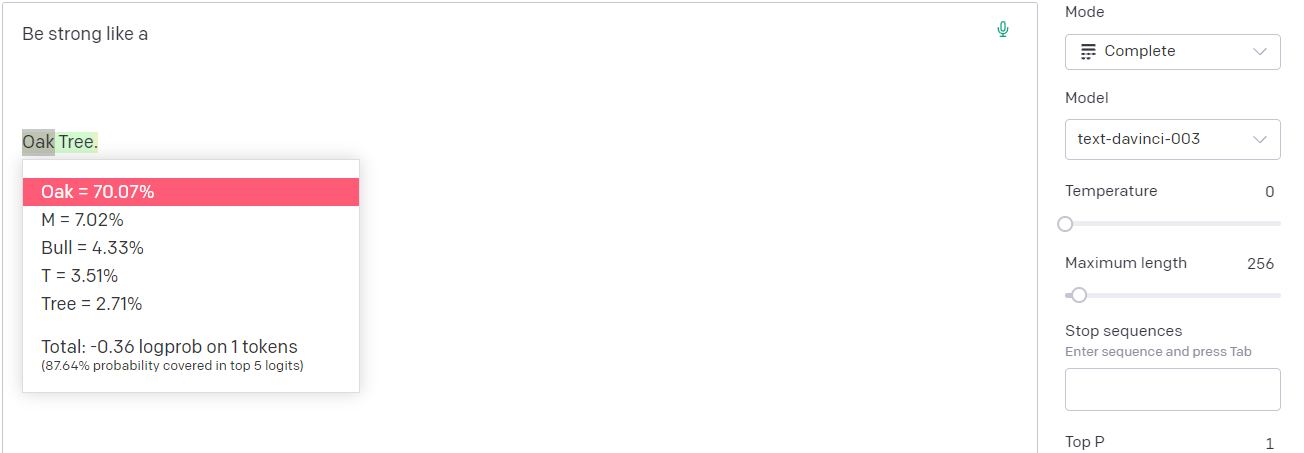 Be strong like a
Oak Tree.
Oak = 70.07%
M = 7.02%
Bull = 4.33%
T = 3.51%
Tree = 2.71%
Total: -0.36 logprob on 1 tokens
(87.64% probability covered in top 5 logits)
Mode
Complete
Model
text-davinci-003
Temperature 0
Maximum length 256
Stop sequences
Enter sequence and press Tab
Top P 1